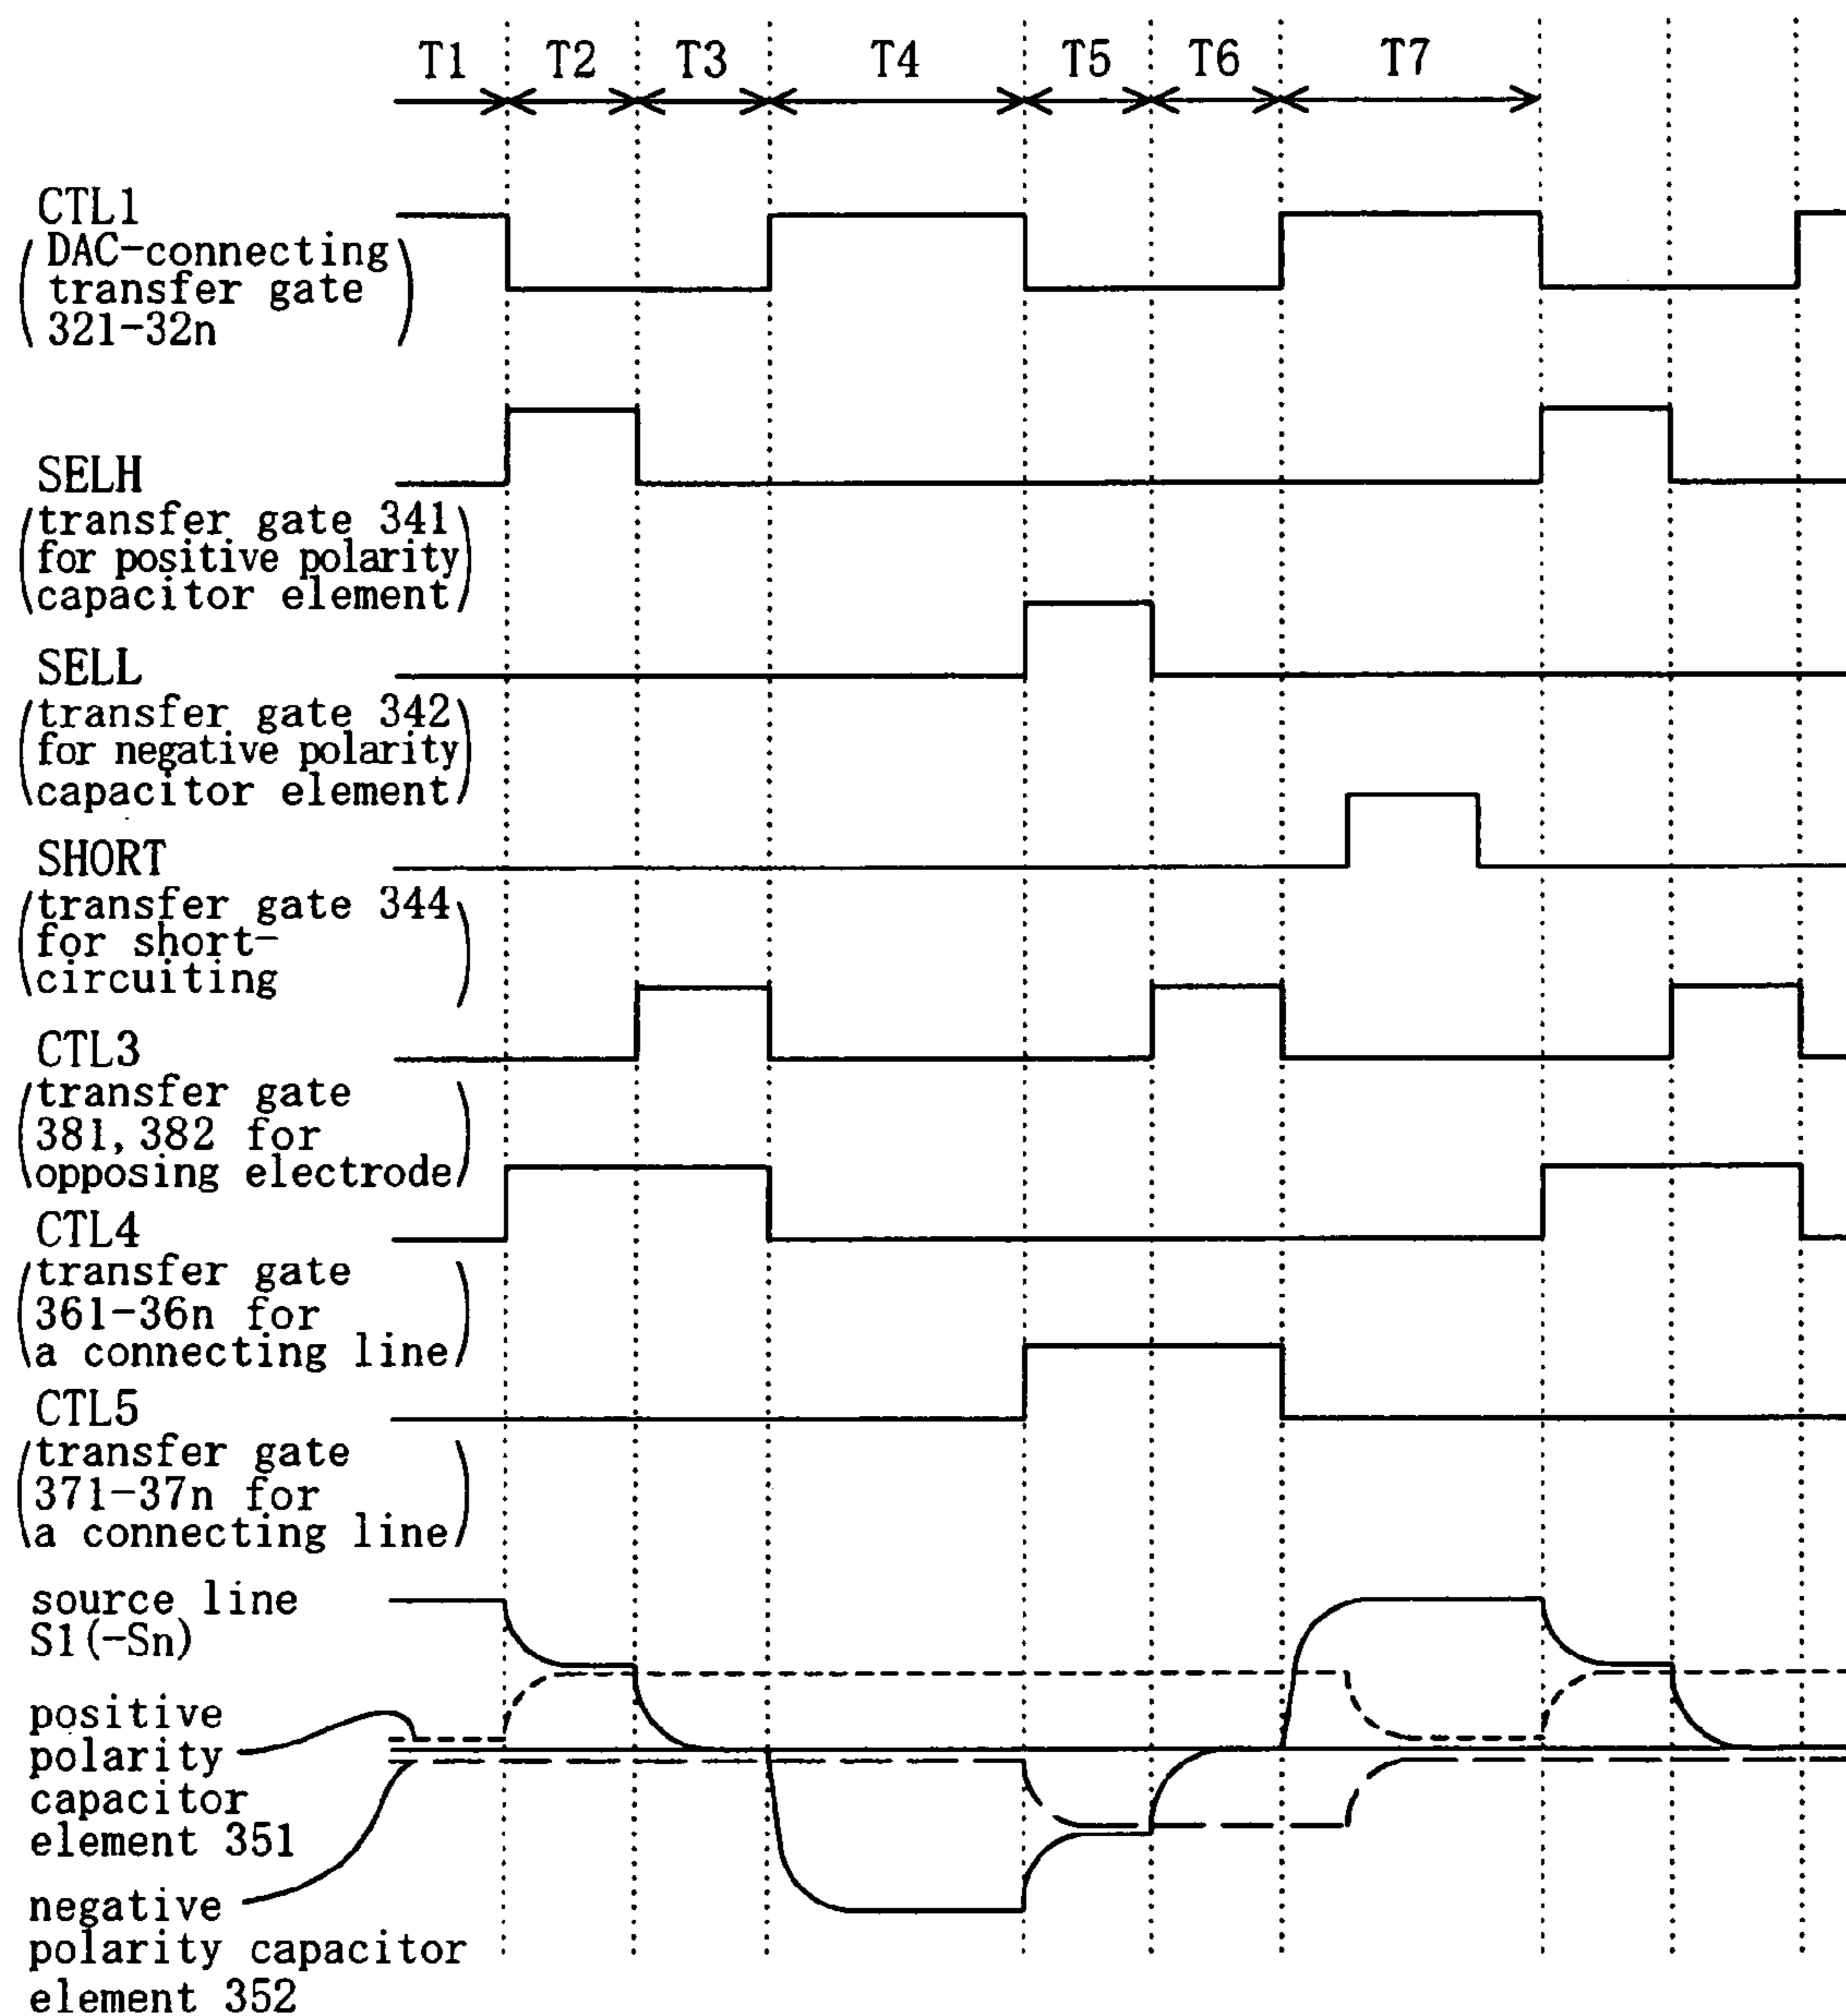 T1 T2 T3 T4 T5 T6 T7
CTL1
DAC-connecting
transfer gate
321-32n
SELH
transfer gate 341
for positive polarity
capacitor element
SELL
transfer gate 342
for negative polarity
capacitor element
SHORT
transfer gate 344
for short-
circuiting
CTL3
transfer gate
381,382 for
opposing electrode
CTL4
transfer gate
361-36n for
a connecting line
CTL5
transfer gate
371-37n for
a connecting line
source line
S1(-Sn)
positive
polarity
capacitor
element 351
negative
polarity capacitor
element 352